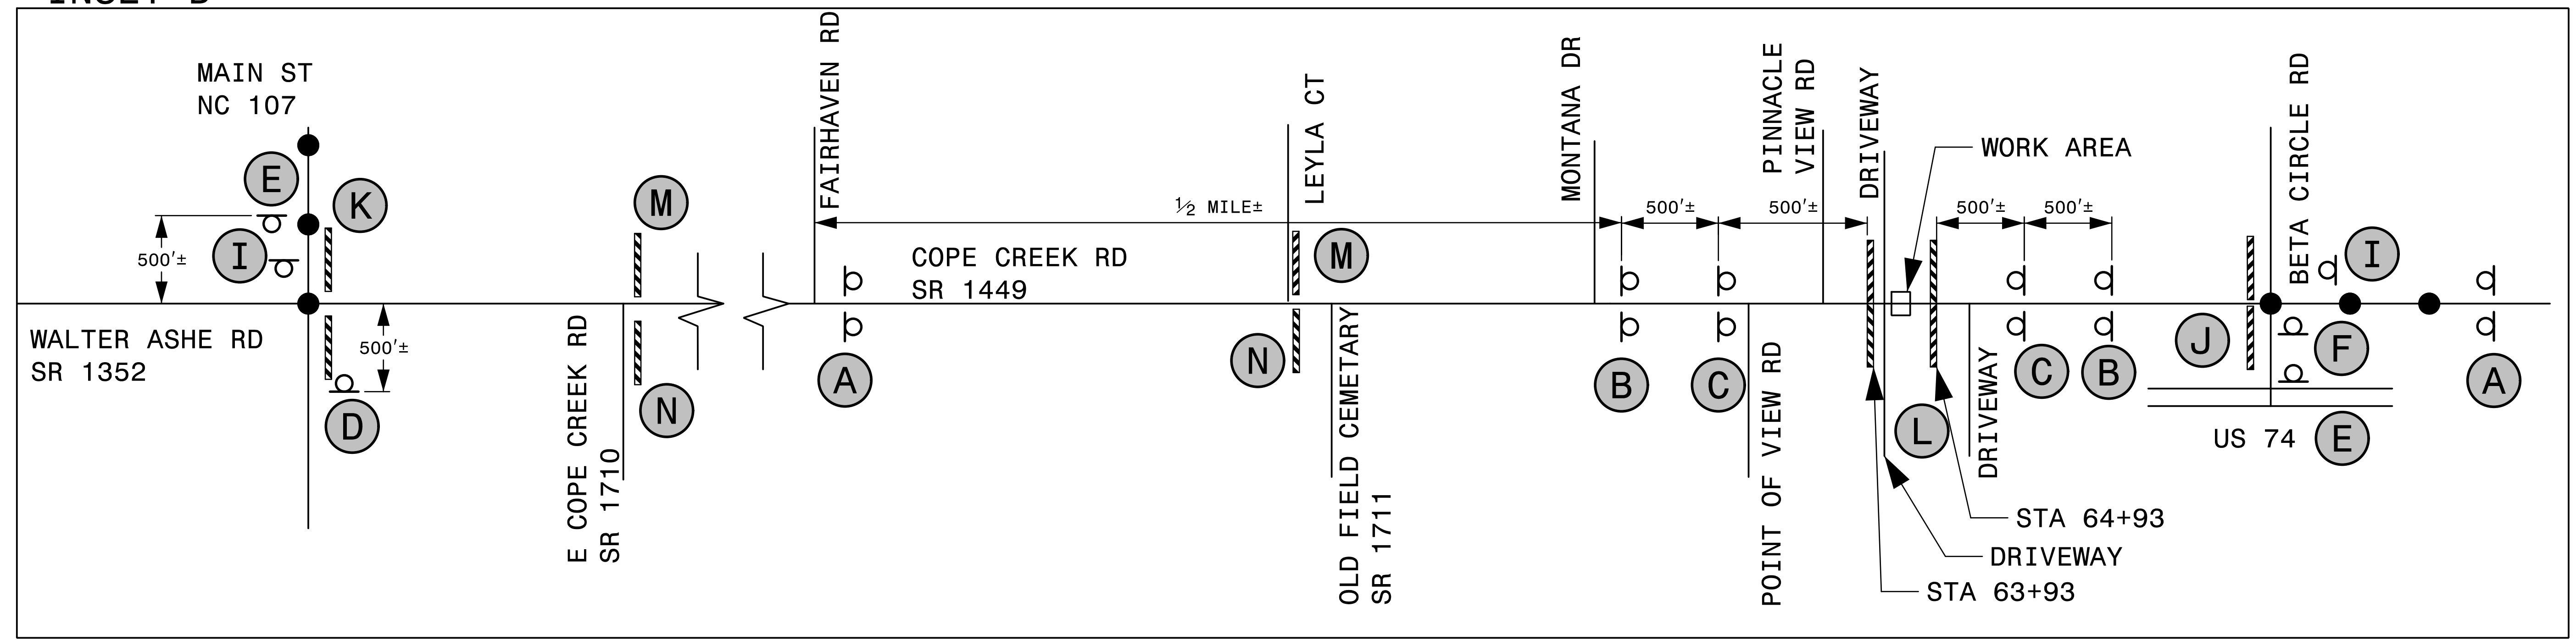 MAIN ST
NC 107
E
K
I
500'±
WALTER ASHE RD
SR 1352
500'±
D
M
N
E COPE CREEK RD
SR 1710
FAIRHAVEN RD
A
COPE CREEK RD
SR 1449
½ MILE±
LEYLA CT
M
N
OLD FIELD CEMETARY
SR 1711
MONTANA DR
500'±
B
C
500'±
PINNACLE
VIEW RD
POINT OF VIEW RD
DRIVEWAY
WORK AREA
500'±
500'±
L
C
B
DRIVEWAY
STA 64+93
DRIVEWAY
STA 63+93
BETA CIRCLE RD
I
J
F
A
US 74
E